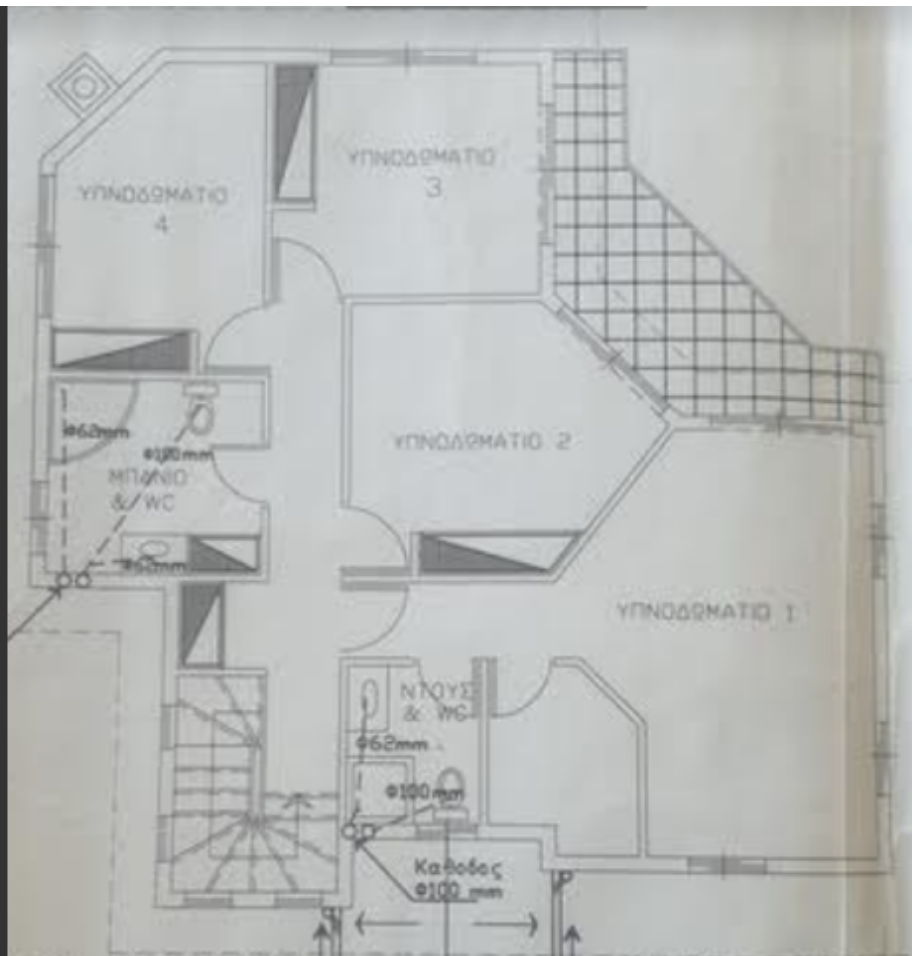 ΥΠΝΟΔΩΜΑΤΙΟ
3
ΥΠΝΟΔΩΜΑΤΙΟ
4
Φ62mm
Φ100mm
ΥΠΝΟΔΩΜΑΤΙΟ 2
ΜΠΑΝΙΟ
& WC
Φ62mm
ΥΠΝΟΔΩΜΑΤΙΟ 1
ΝΤΟΥΣ
& WC
Φ62mm
Φ100mm
Καθοδος
Φ100 mm